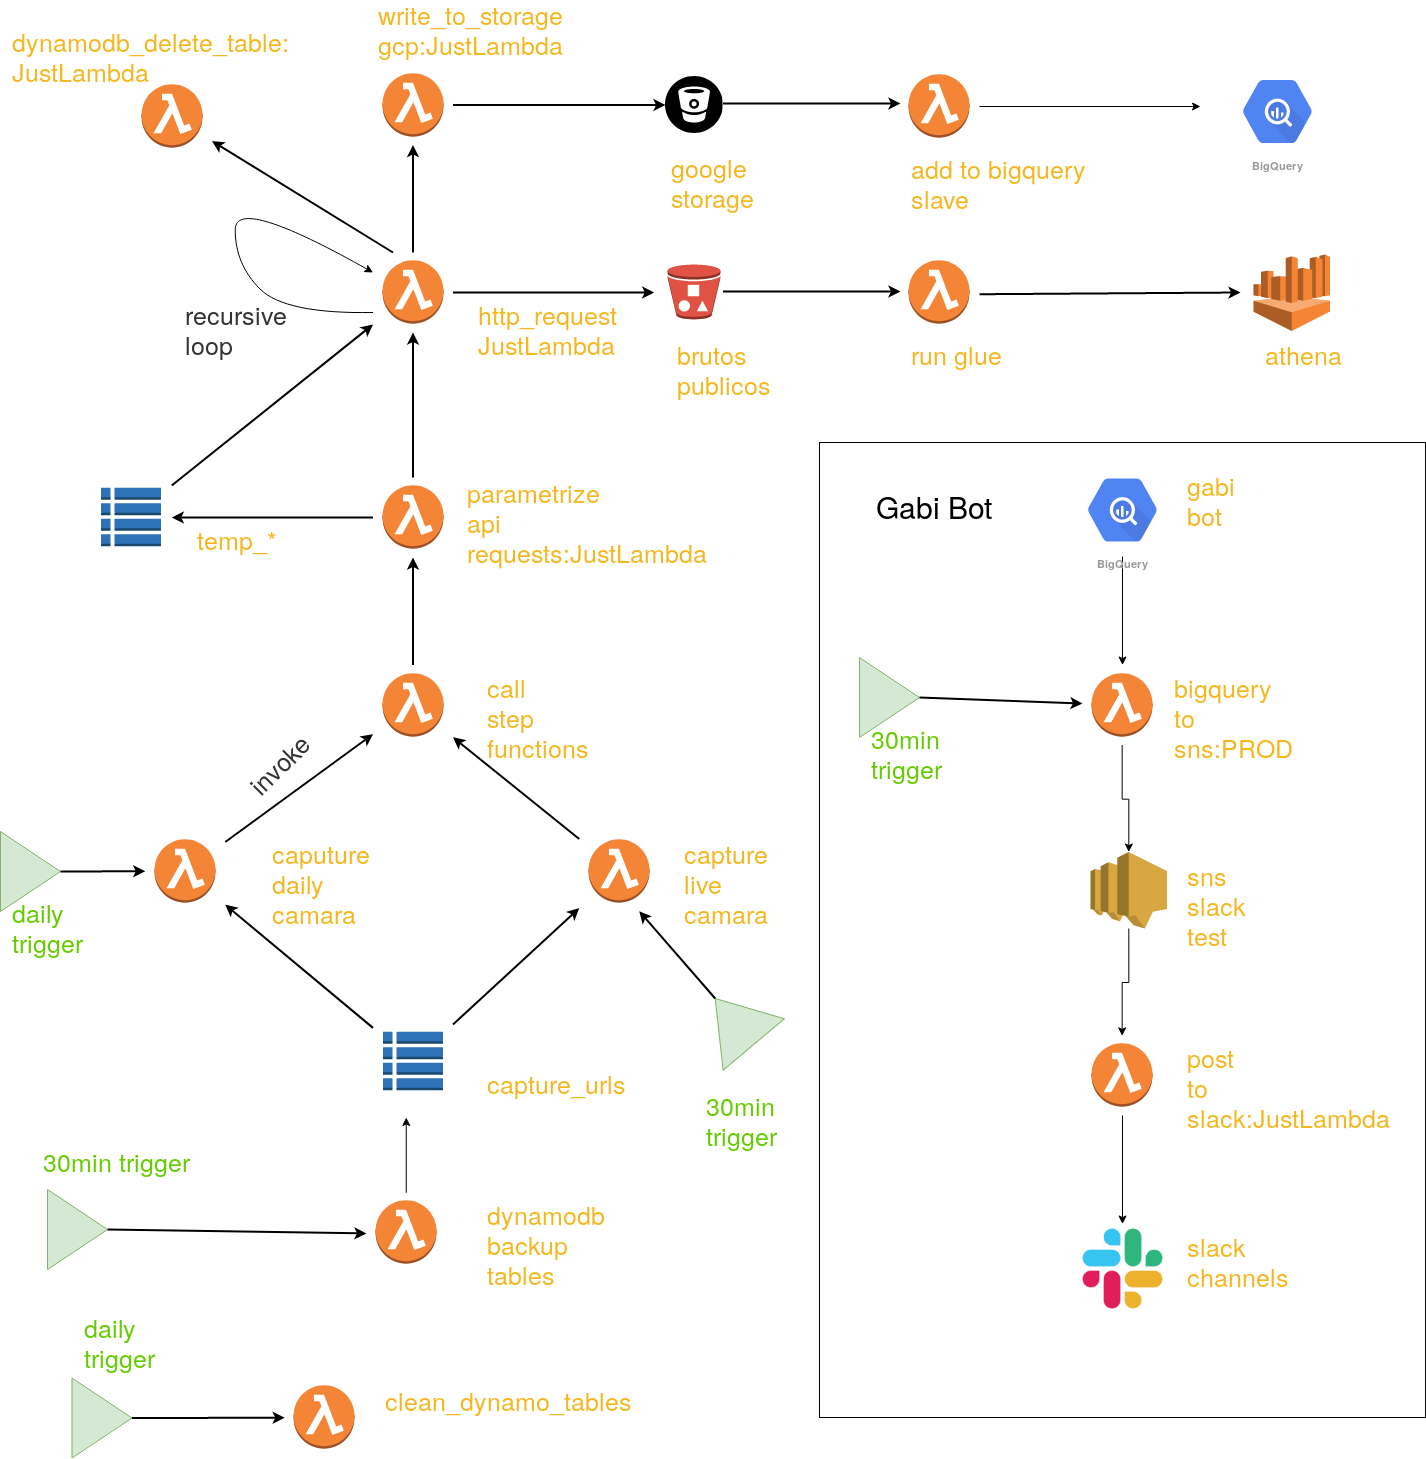 write_to_storage
gcp:JustLambda
dynamodb_delete_table:
JustLambda
google
storage
add to bigquery
slave
BigQuery
recursive
loop
http_request
JustLambda
brutos
publicos
run glue
athena
temp_*
parametrize
api
requests:JustLambda
Gabi Bot
gabi
bot
BigQuery
call
step
functions
invoke
30min
trigger
bigquery
to
sns:PROD
daily
trigger
caputure
daily
camara
capture
live
camara
sns
slack
test
capture_urls
30min
trigger
post
to
slack:JustLambda
30min trigger
dynamodb
backup
tables
slack
channels
daily
trigger
clean_dynamo_tables